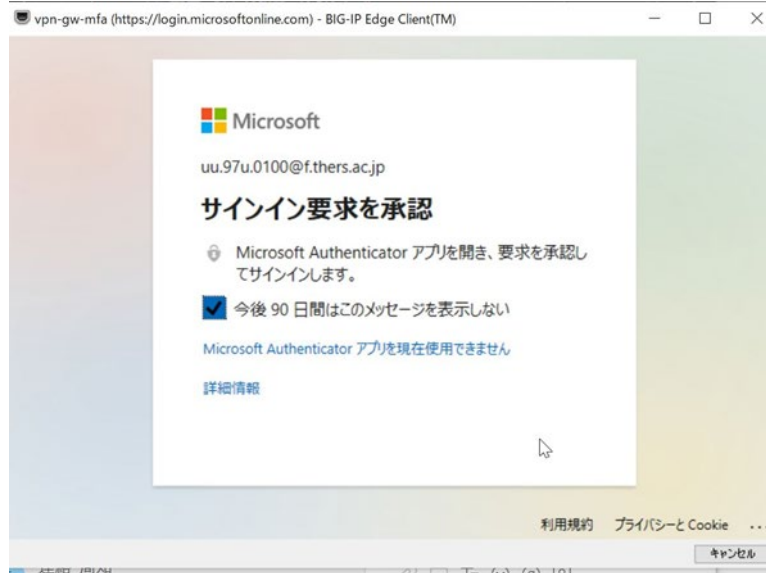 vpn-gw-mfa (https://login.microsoftonline.com) - BIG-IP Edge Client(TM)
Microsoft
uu.97u.0100@f.thers.ac.jp
サインイン要求を承認
Microsoft Authenticator アプリを開き、要求を承認し
てサインインします。
今後 90 日間はこのメッセージを表示しない
Microsoft Authenticator アプリを現在使用できません
詳細情報
利用規約 プライバシーと Cookie ...
キャンセル